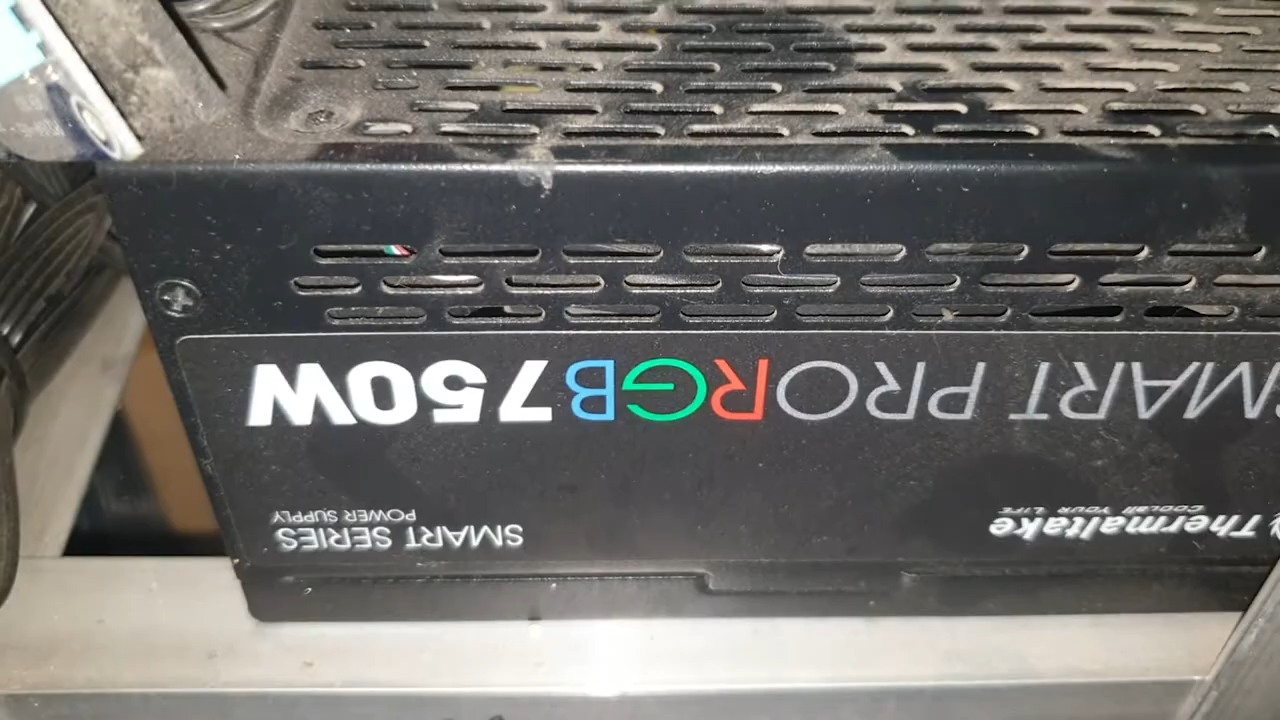 SMART PRO RGB 750W
Thermaltake
COOL ALL YOUR LIFE
SMART SERIES
POWER SUPPLY